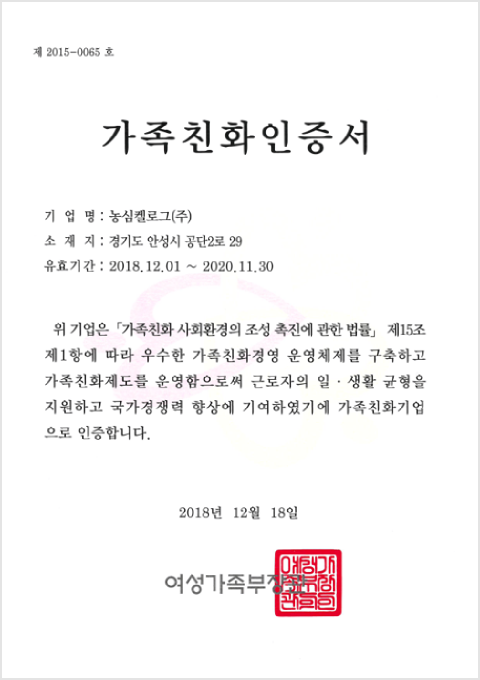 제 2015-0065 호
가족친화인증서
기 업 명 : 농심켈로그(주)
소 재 지 : 경기도 안성시 공단2로 29
유효기간 : 2018.12.01 ~ 2020.11.30
위 기업은 「가족친화 사회환경의 조성 촉진에 관한 법률」 제15조
제1항에 따라 우수한 가족친화경영 운영체제를 구축하고
가족친화제도를 운영함으로써 근로자의 일 · 생활 균형을
지원하고 국가경쟁력 향상에 기여하였기에 가족친화기업
으로 인증합니다.
2018년 12월 18일
여성가족부장관